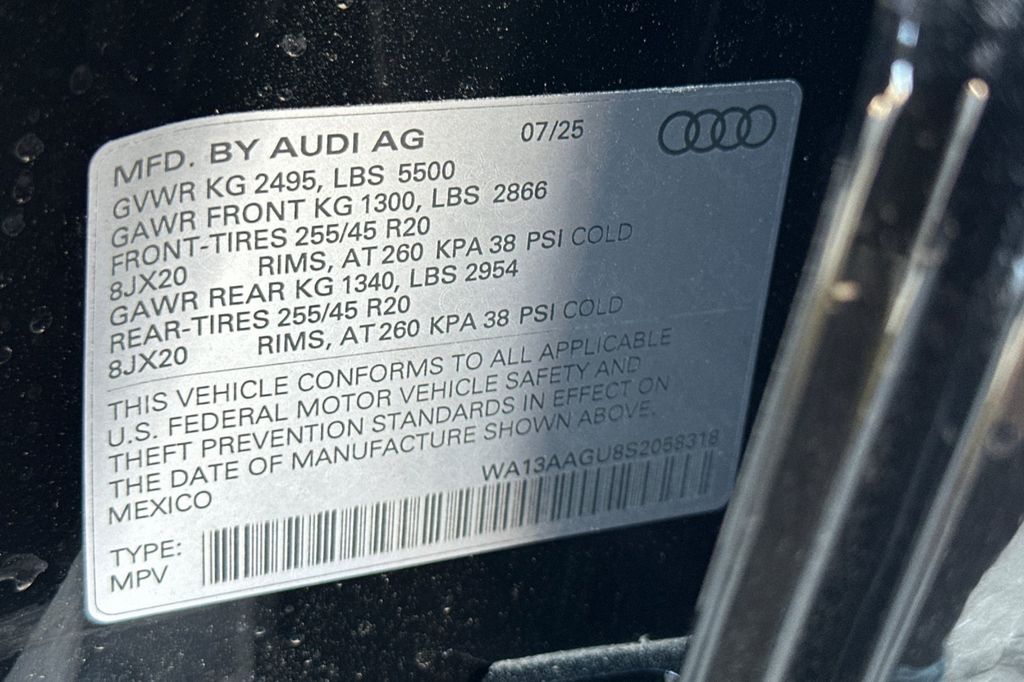 MFD. BY AUDI AG 07/25
GVWR KG 2495, LBS 5500
GAWR FRONT KG 1300, LBS 2866
FRONT-TIRES 255/45 R20
8JX20 RIMS, AT 260 KPA 38 PSI COLD
GAWR REAR KG 1340, LBS 2954
REAR-TIRES 255/45 R20
8JX20 RIMS, AT 260 KPA 38 PSI COLD
THIS VEHICLE CONFORMS TO ALL APPLICABLE
U.S. FEDERAL MOTOR VEHICLE SAFETY AND
THEFT PREVENTION STANDARDS IN EFFECT ON
THE DATE OF MANUFACTURE SHOWN ABOVE.
MEXICO WA13AAGU8S2058318
TYPE:
MPV